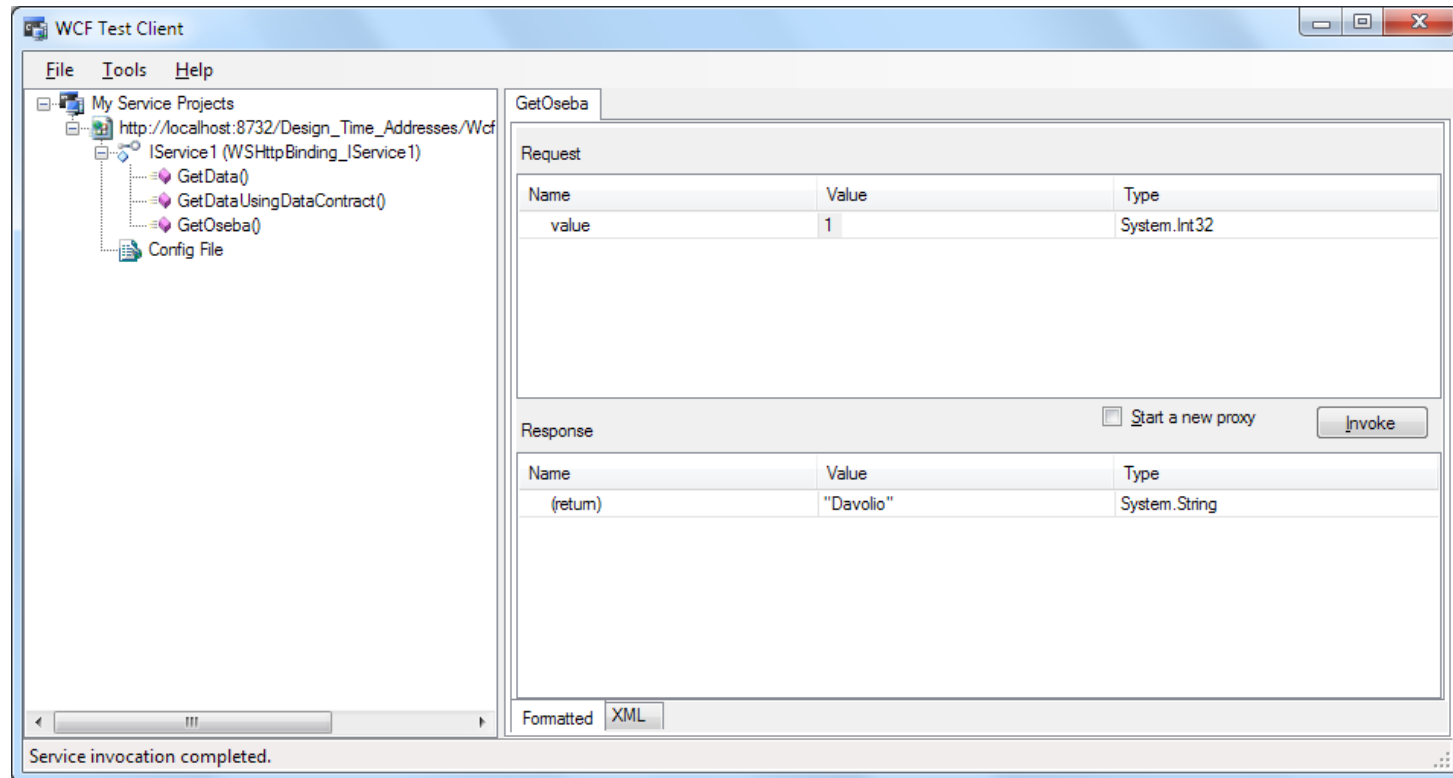 WCF Test Client
File Tools Help
My Service Projects
http://localhost:8732/Design_Time_Addresses/Wcf
IService1 (WSHttpBinding_IService1)
GetData()
GetDataUsingDataContract()
GetOseba()
Config File
GetOseba
Request
Name Value Type
value 1 System.Int32
Start a new proxy Invoke
Response
Name Value Type
(return) "Davolio" System.String
Formatted XML
Service invocation completed.